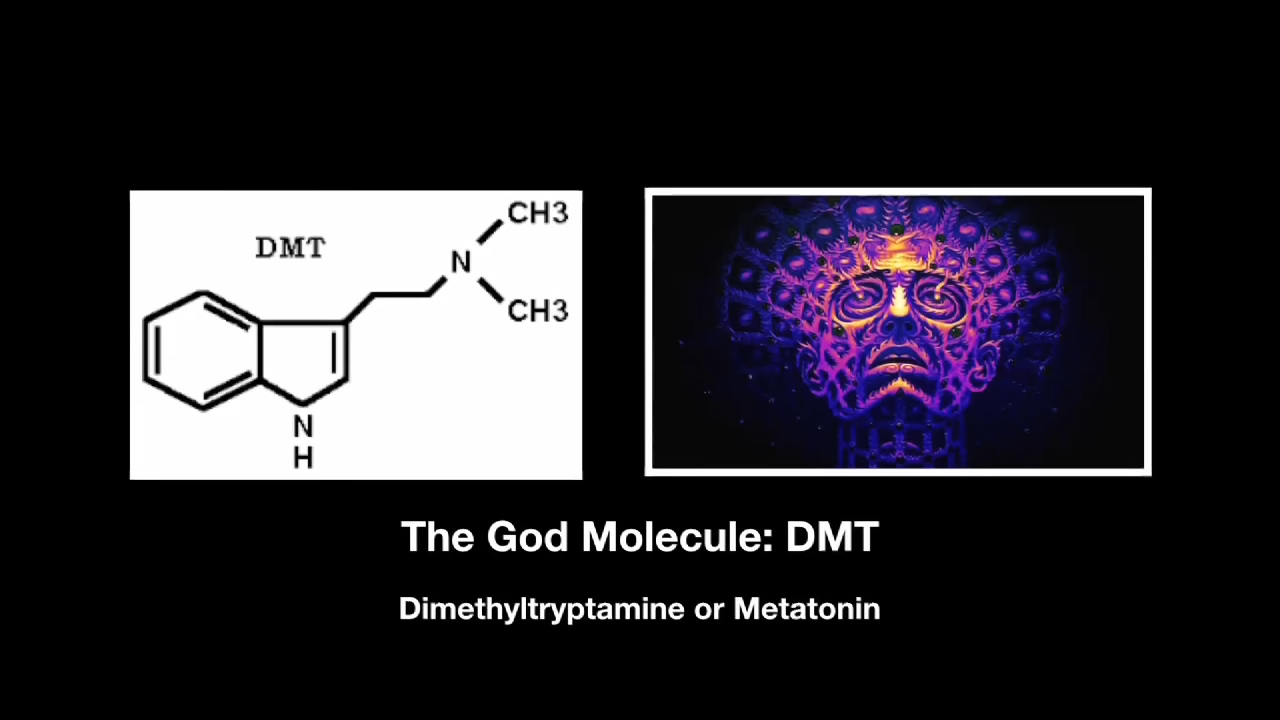 DMT
CH3
N
CH3
N
H
The God Molecule: DMT
Dimethyltryptamine or Metatonin